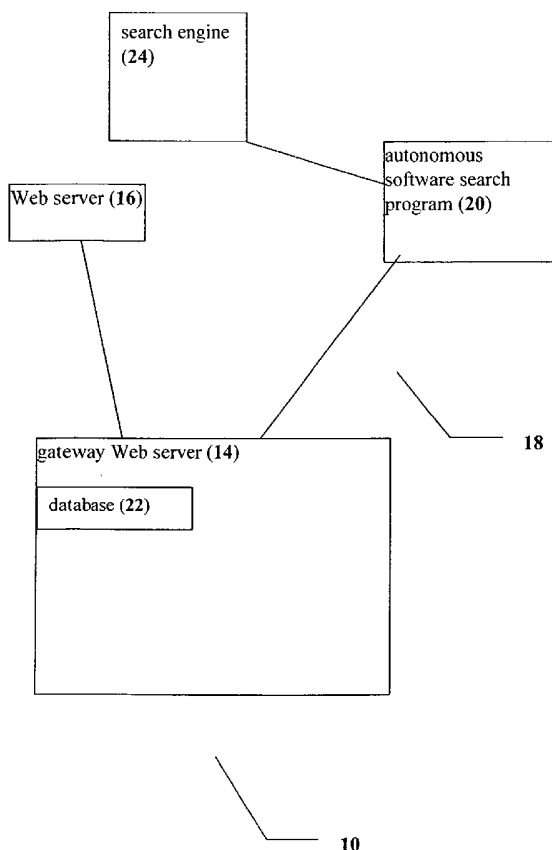 search engine
(24)
autonomous
software search
program (20)
Web server (16)
18
gateway Web server (14)
database (22)
10